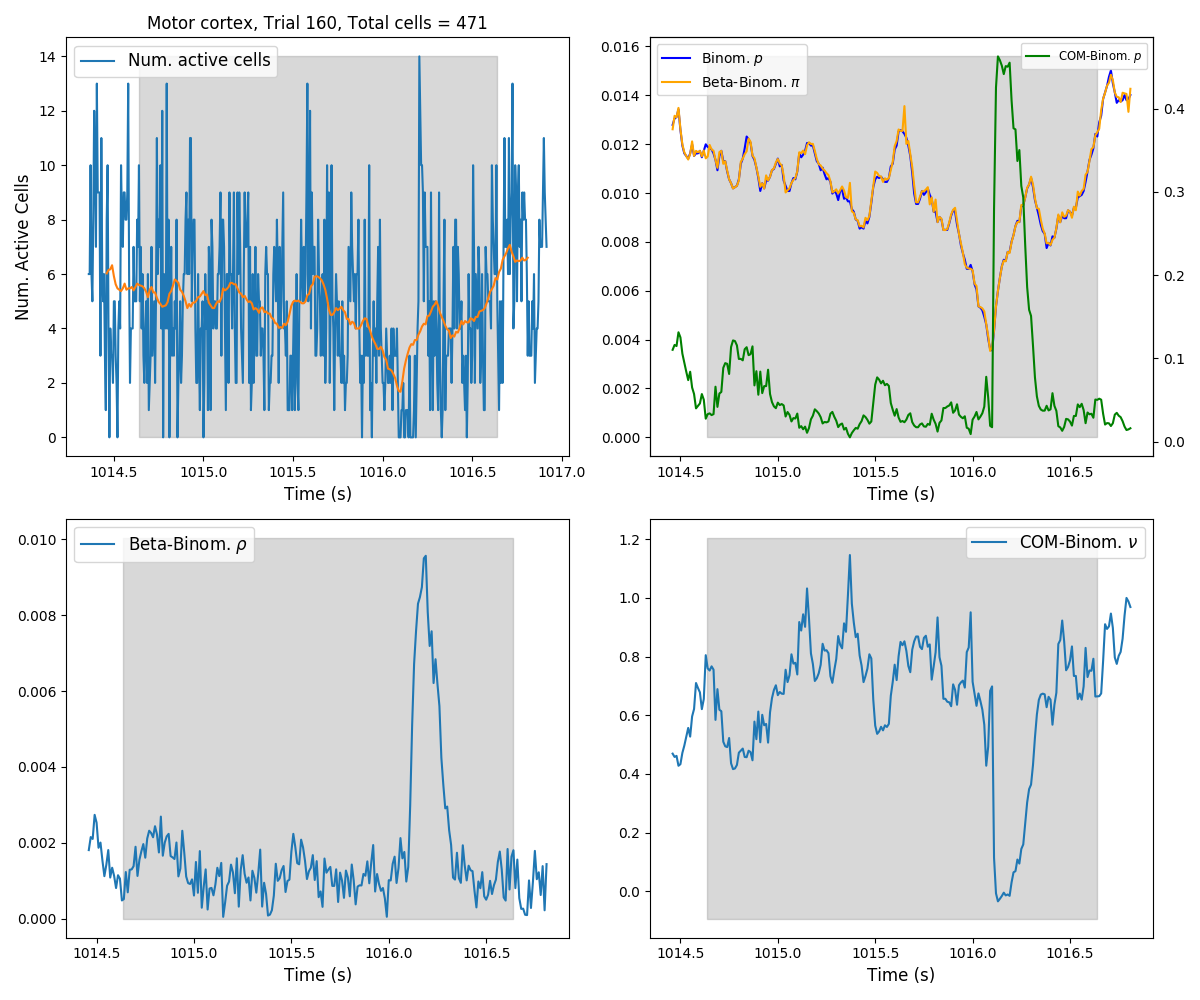 Motor cortex, Trial 160, Total cells = 471
Num. active cells
14
12
10
8
6
4
2
0
Num. Active Cells
1014.5 1015.0 1015.5 1016.0 1016.5 1017.0
Time (s)
Binom. p
Beta-Binom. π
COM-Binom. p
0.016
0.014
0.012
0.010
0.008
0.006
0.004
0.002
0.000
0.4
0.3
0.2
0.1
0.0
1014.5 1015.0 1015.5 1016.0 1016.5
Time (s)
Beta-Binom. ρ
0.010
0.008
0.006
0.004
0.002
0.000
1014.5 1015.0 1015.5 1016.0 1016.5
Time (s)
COM-Binom. ν
1.2
1.0
0.8
0.6
0.4
0.2
0.0
1014.5 1015.0 1015.5 1016.0 1016.5
Time (s)